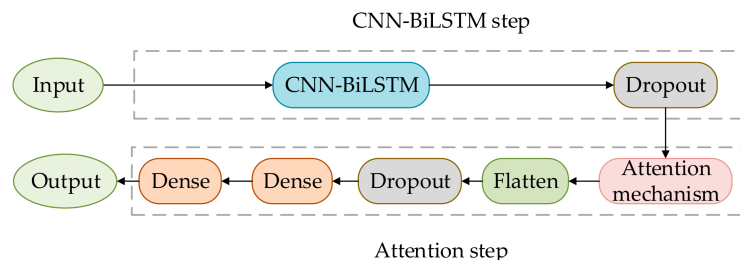 CNN-BiLSTM step
Input
CNN-BiLSTM
Dropout
Output
Dense
Dense
Dropout
Flatten
Attention
mechanism
Attention step